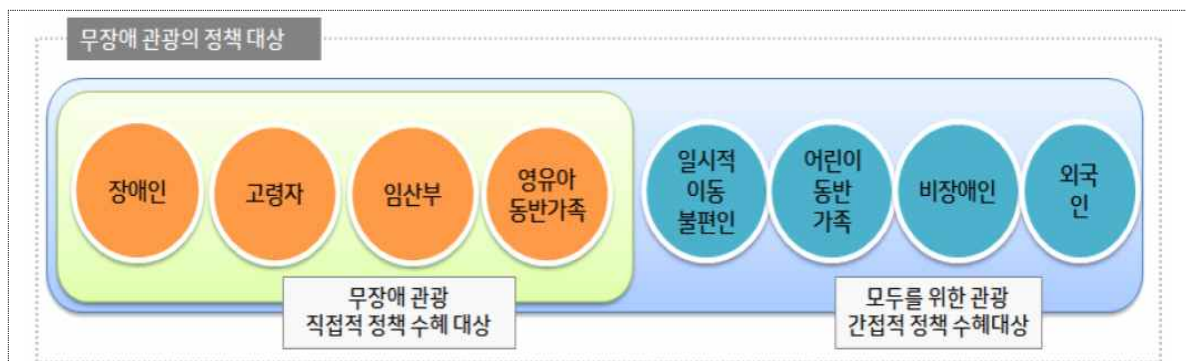 무장애 관광의 정책 대상
장애인
고령자
임산부
영유아
동반가족
일시적
이동
불편인
어린이
동반
가족
비장애인
외국
인
무장애 관광
직접적 정책 수혜 대상
모두를 위한 관광
간접적 정책 수혜대상